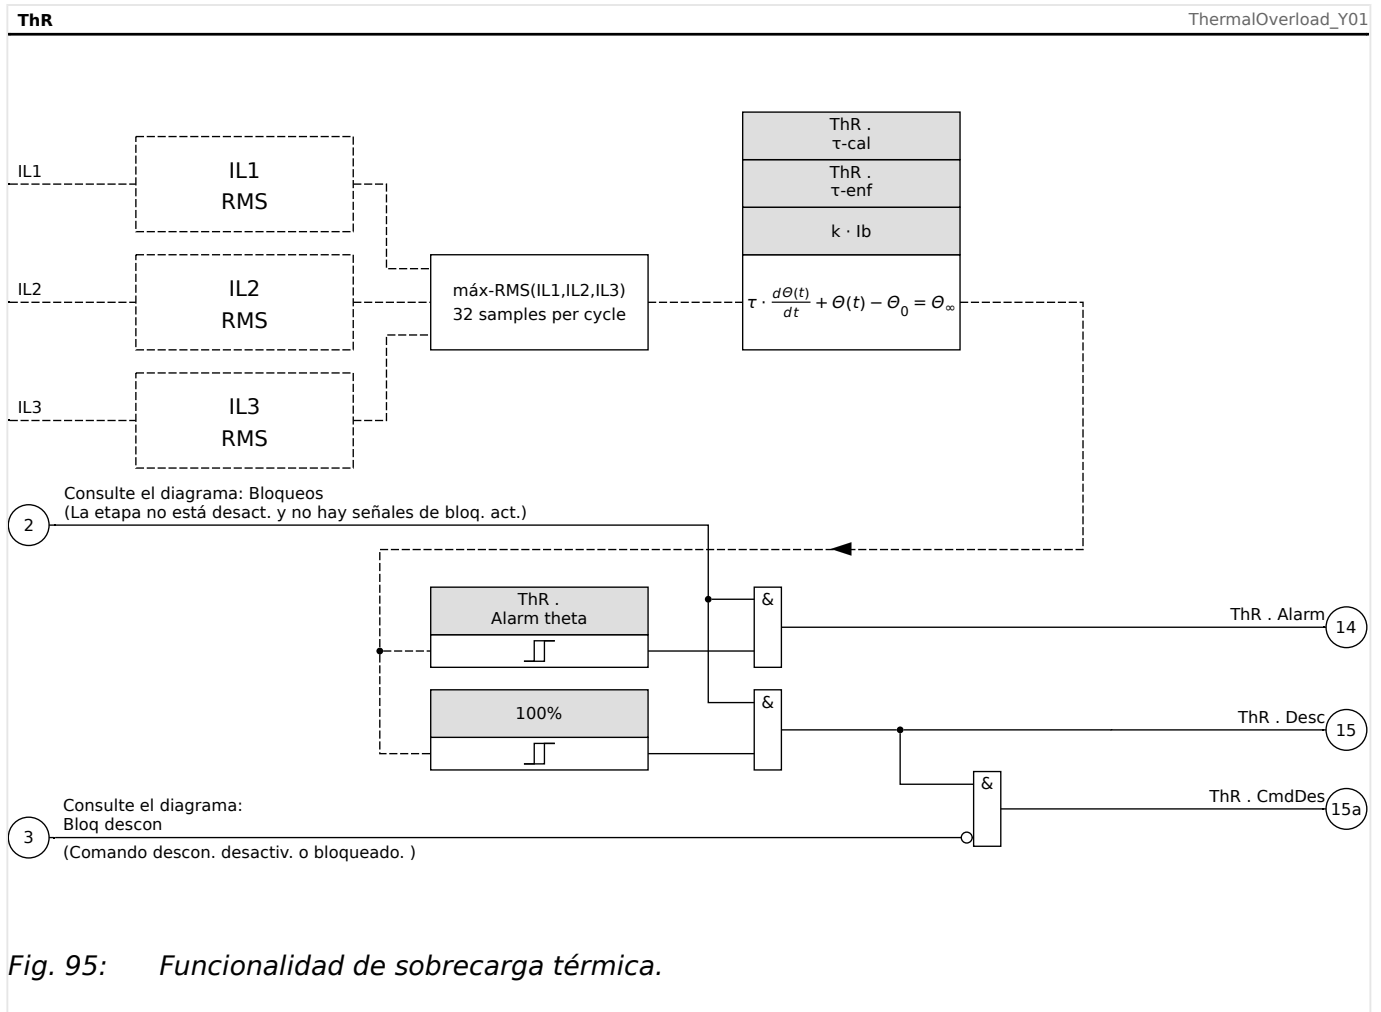 ThR
ThermalOverload_Y01
IL1
IL1
RMS
IL2
IL2
RMS
IL3
IL3
RMS
máx-RMS(IL1,IL2,IL3)
32 samples per cycle
ThR .
τ-cal
ThR .
τ-enf
k · Ib
τ · dΘ(t)/dt + Θ(t) − Θ₀ = Θ∞
Consulte el diagrama: Bloqueos
(La etapa no está desact. y no hay señales de bloq. act.)
2
ThR .
Alarm theta
&
ThR . Alarm
14
100%
&
ThR . Desc
15
&
ThR . CmdDes
15a
Consulte el diagrama:
Bloq descon
3
(Comando descon. desactiv. o bloqueado. )
Fig. 95: Funcionalidad de sobrecarga térmica.